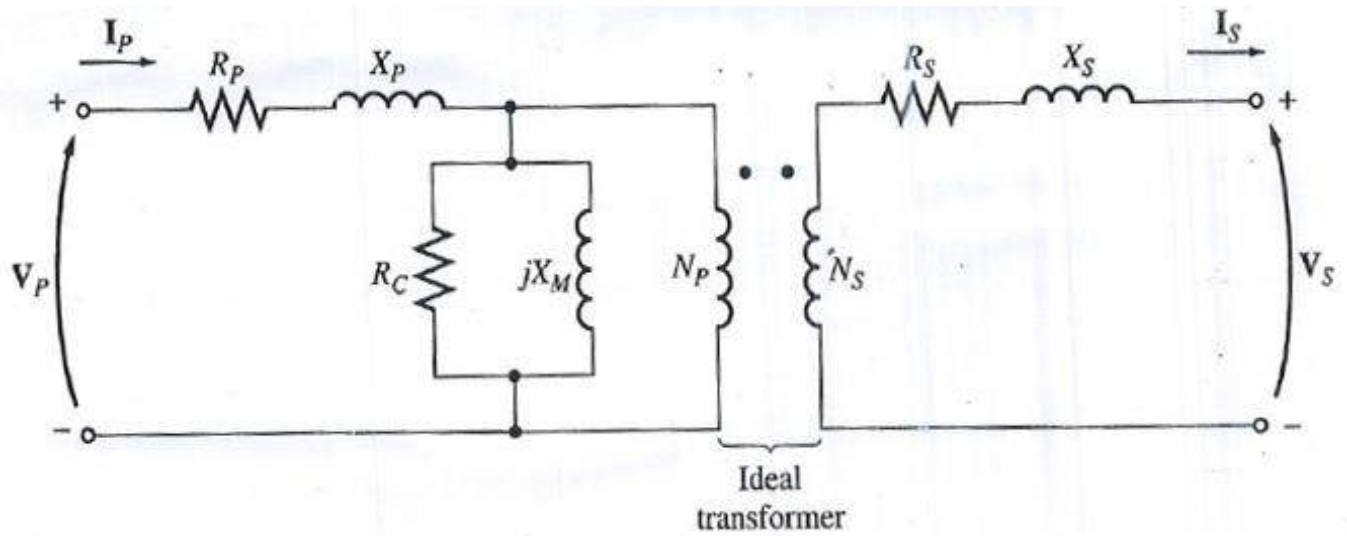 I_P
R_P
X_P
R_S
X_S
I_S
+
+
V_P
R_C
jX_M
N_P
N_S
V_S
−
−
Ideal
transformer